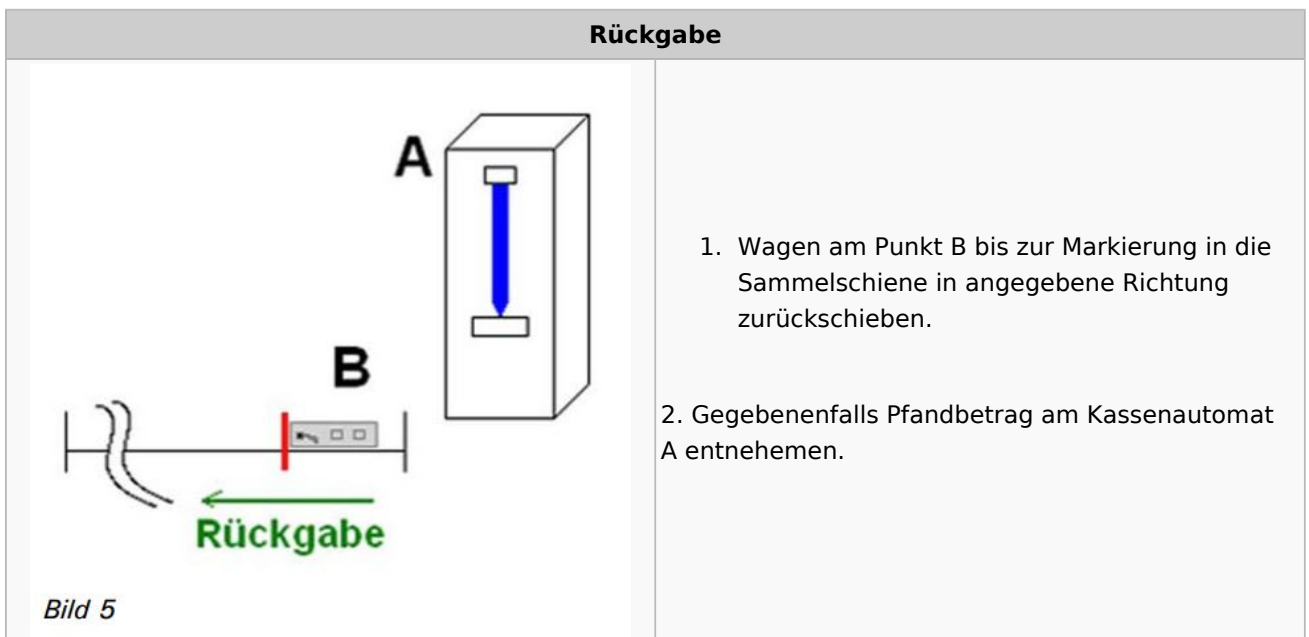 Rückgabe
A
B
Rückgabe
Bild 5
1. Wagen am Punkt B bis zur Markierung in die
Sammelschiene in angegebene Richtung
zurückschieben.
2. Gegebenenfalls Pfandbetrag am Kassenautomat
A entnehemen.